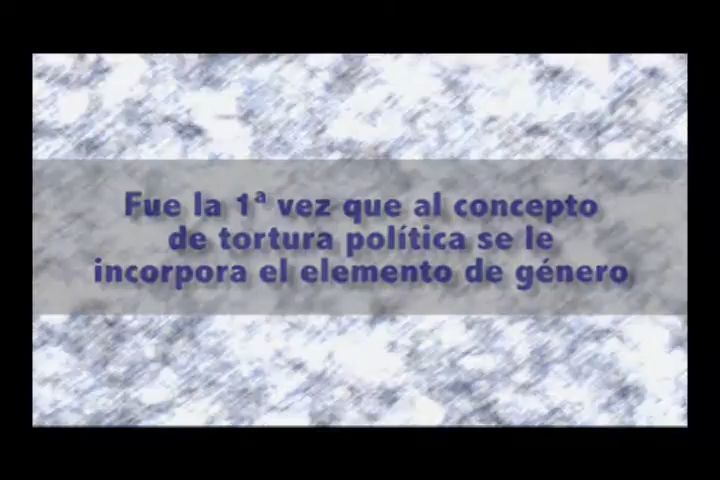 Fue la 1ª vez que al concepto
de tortura política se le
incorpora el elemento de género